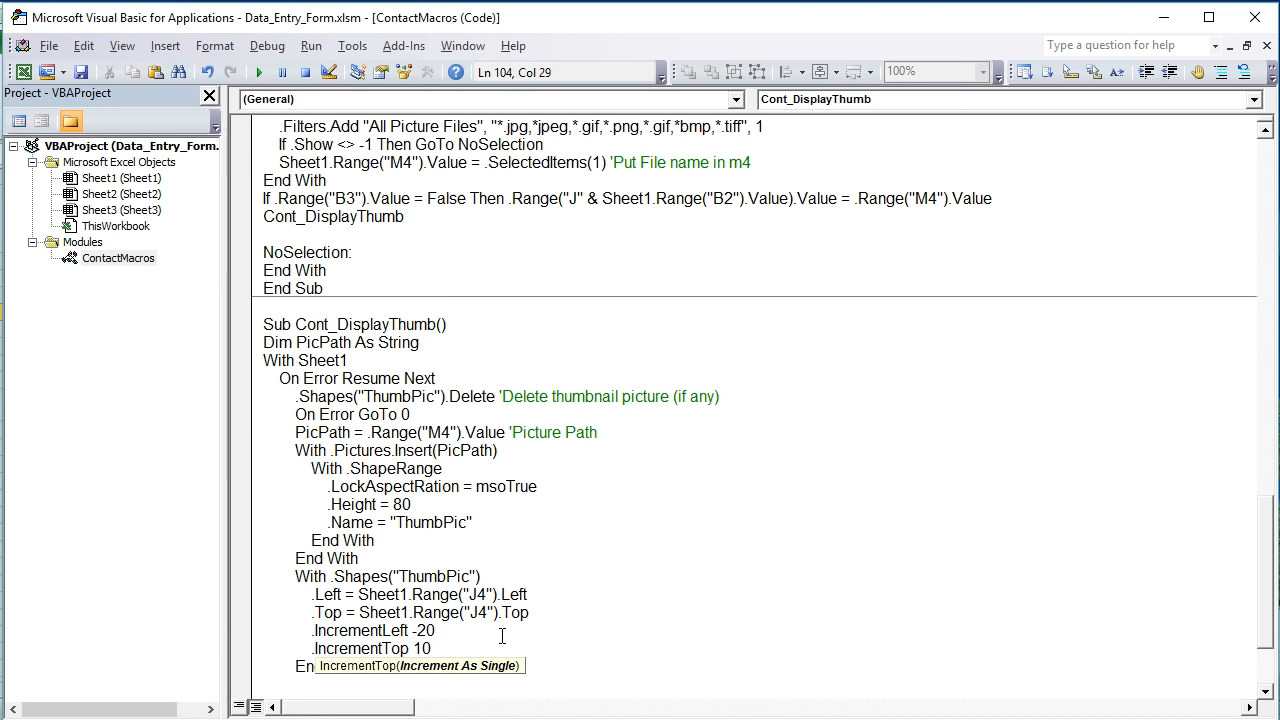 Microsoft Visual Basic for Applications - Data_Entry_Form.xlsm - [ContactMacros (Code)]
File Edit View Insert Format Debug Run Tools Add-Ins Window Help
Type a question for help
Ln 104, Col 29
100%
Project - VBAProject
(General)
Cont_DisplayThumb
VBAProject (Data_Entry_Form.
Microsoft Excel Objects
Sheet1 (Sheet1)
Sheet2 (Sheet2)
Sheet3 (Sheet3)
ThisWorkbook
Modules
ContactMacros
.Filters.Add "All Picture Files", "*.jpg,*jpeg,*.gif,*.png,*.gif,*bmp,*.tiff", 1
If .Show <> -1 Then GoTo NoSelection
Sheet1.Range("M4").Value = .SelectedItems(1) 'Put File name in m4
End With
If .Range("B3").Value = False Then .Range("J" & Sheet1.Range("B2").Value).Value = .Range("M4").Value
Cont_DisplayThumb
NoSelection:
End With
End Sub
Sub Cont_DisplayThumb()
Dim PicPath As String
With Sheet1
On Error Resume Next
.Shapes("ThumbPic").Delete 'Delete thumbnail picture (if any)
On Error GoTo 0
PicPath = .Range("M4").Value 'Picture Path
With .Pictures.Insert(PicPath)
With .ShapeRange
.LockAspectRation = msoTrue
.Height = 80
.Name = "ThumbPic"
End With
End With
With .Shapes("ThumbPic")
.Left = Sheet1.Range("J4").Left
.Top = Sheet1.Range("J4").Top
.IncrementLeft -20
.IncrementTop 10
En
IncrementTop(Increment As Single)